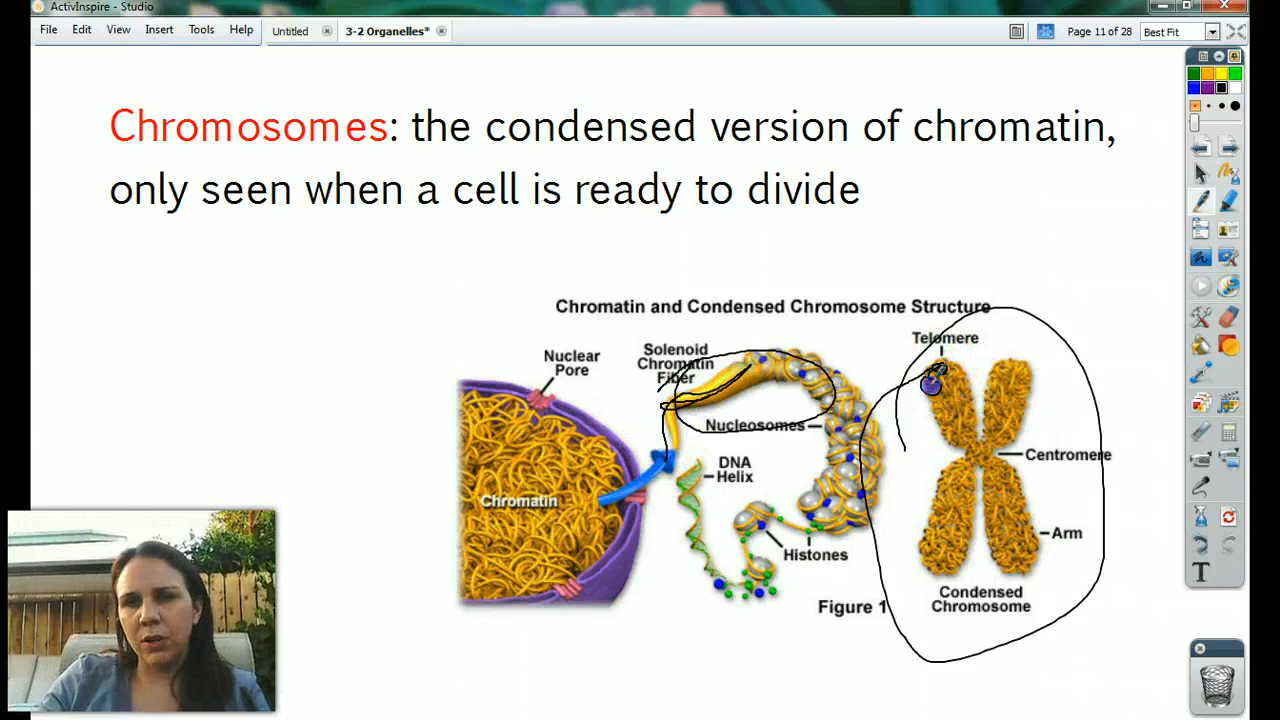 ActivInspire - Studio
File Edit View Insert Tools Help Untitled 3-2 Organelles* Page 11 of 28 Best Fit
Chromosomes: the condensed version of chromatin,
only seen when a cell is ready to divide
Chromatin and Condensed Chromosome Structure
Nuclear
Pore
Solenoid
Chromatin
Fiber
Telomere
Nucleosomes
DNA
Helix
Centromere
Chromatin
Arm
Histones
Condensed
Chromosome
Figure 1
T